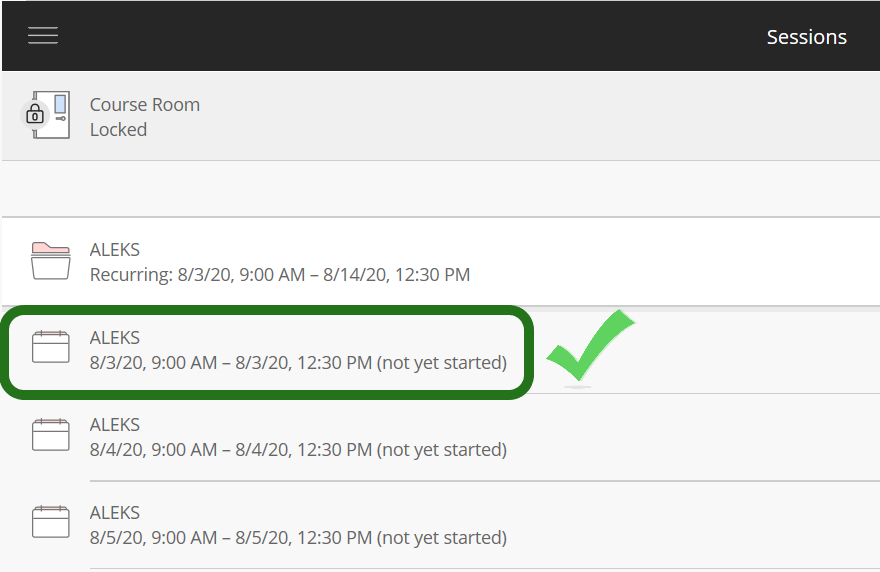 Sessions
Course Room
Locked
ALEKS
Recurring: 8/3/20, 9:00 AM – 8/14/20, 12:30 PM
ALEKS
8/3/20, 9:00 AM – 8/3/20, 12:30 PM (not yet started)
ALEKS
8/4/20, 9:00 AM – 8/4/20, 12:30 PM (not yet started)
ALEKS
8/5/20, 9:00 AM – 8/5/20, 12:30 PM (not yet started)